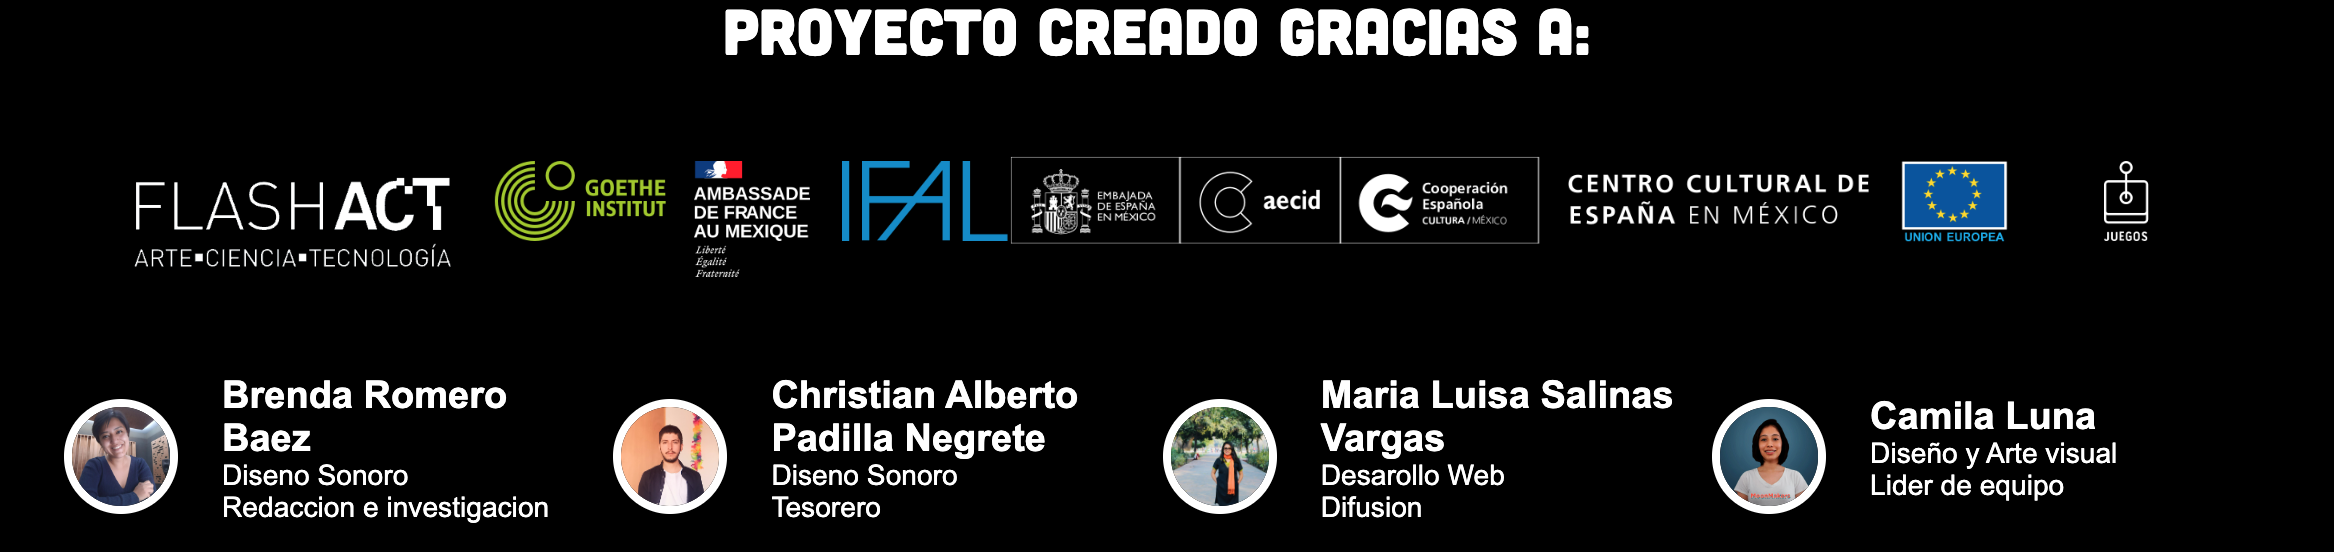 PROYECTO CREADO GRACIAS A:
FLASHACT
ARTE▪CIENCIA▪TECNOLOGÍA
GOETHE
INSTITUT
AMBASSADE
DE FRANCE
AU MEXIQUE
Liberté
Égalité
Fraternité
IFAL
EMBAJADA
DE ESPAÑA
EN MÉXICO
aecid
Cooperación
Española
CULTURA / MÉXICO
CENTRO CULTURAL DE
ESPAÑA EN MÉXICO
UNION EUROPEA
JUEGOS
Brenda Romero
Baez
Diseno Sonoro
Redaccion e investigacion
Christian Alberto
Padilla Negrete
Diseno Sonoro
Tesorero
Maria Luisa Salinas
Vargas
Desarollo Web
Difusion
Camila Luna
Diseño y Arte visual
Lider de equipo